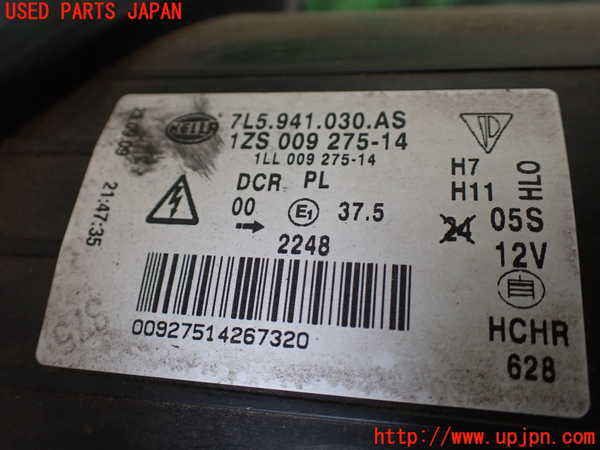 USED PARTS JAPAN
HELLA
7L5.941.030.AS
1ZS 009 275-14
1LL 009 275-14
DCR PL
00 E1 37.5
2248
H7
H11
HLO
24 05S
12V
HCHR
628
21:47:35
00927514267320
http://www.upjpn.com/